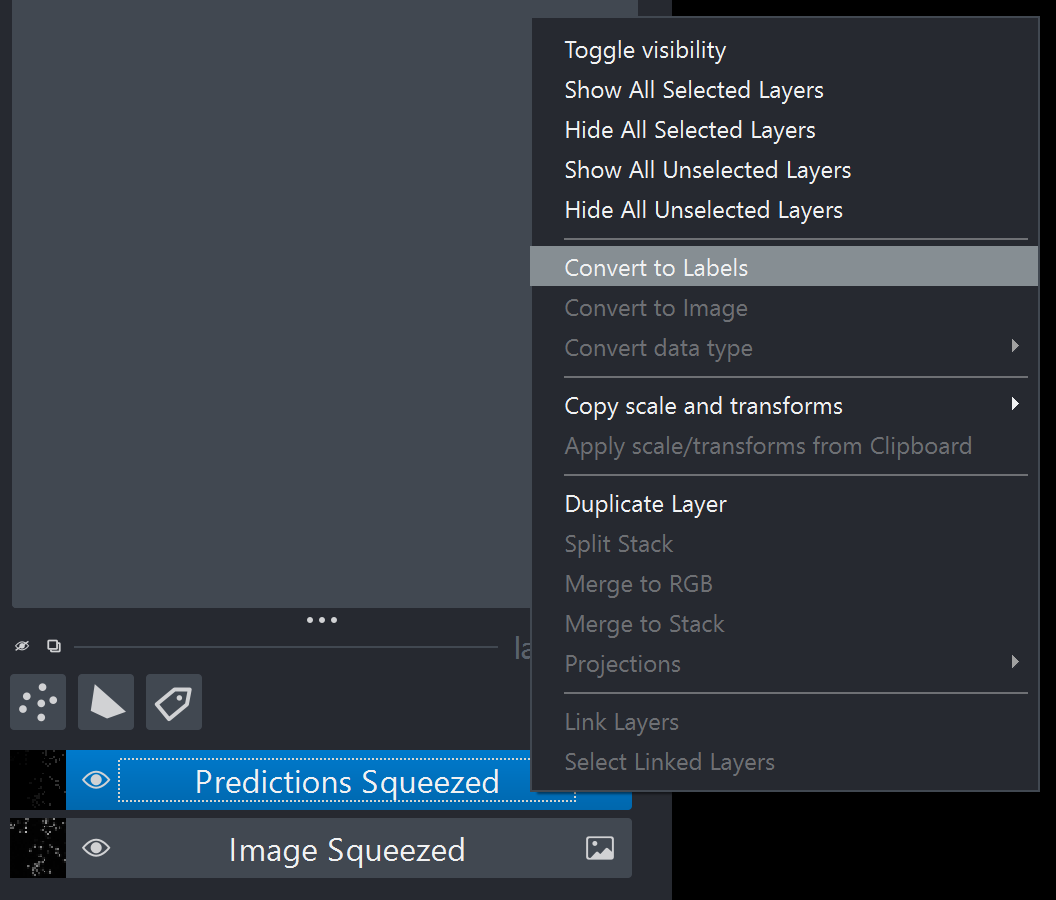 Toggle visibility
Show All Selected Layers
Hide All Selected Layers
Show All Unselected Layers
Hide All Unselected Layers
Convert to Labels
Convert to Image
Convert data type
Copy scale and transforms
Apply scale/transforms from Clipboard
Duplicate Layer
Split Stack
Merge to RGB
Merge to Stack
Projections
Link Layers
Select Linked Layers
Predictions Squeezed
Image Squeezed